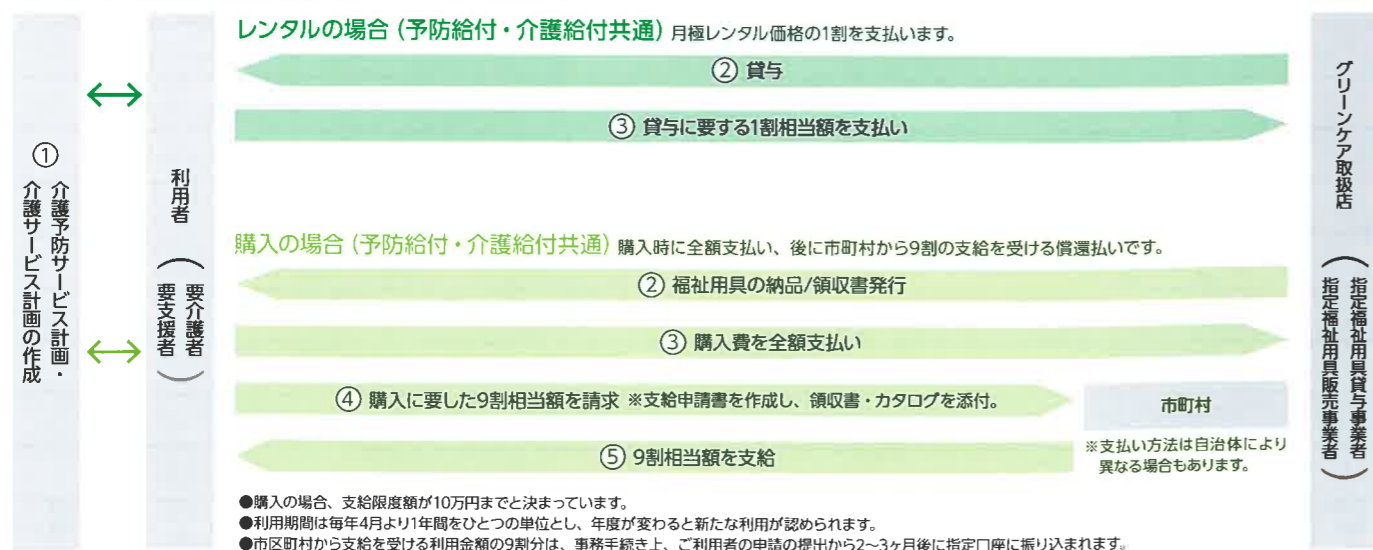 ①
介護予防サービス計画・
介護サービス計画の作成
利用者
（要介護者
要支援者）
レンタルの場合（予防給付・介護給付共通）月極レンタル価格の1割を支払います。
② 貸与
③ 貸与に要する1割相当額を支払い
購入の場合（予防給付・介護給付共通）購入時に全額支払い、後に市町村から9割の支給を受ける償還払いです。
② 福祉用具の納品/領収書発行
③ 購入費を全額支払い
④ 購入に要した9割相当額を請求 ※支給申請書を作成し、領収書・カタログを添付。
市町村
⑤ 9割相当額を支給
※支払い方法は自治体により
異なる場合もあります。
グリーンケア取扱店
（指定福祉用具貸与事業者
指定福祉用具販売事業者）
●購入の場合、支給限度額が10万円までと決まっています。
●利用期間は毎年4月より1年間をひとつの単位とし、年度が変わると新たな利用が認められます。
●市区町村から支給を受ける利用金額の9割分は、事務手続き上、ご利用者の申請の提出から2〜3ヶ月後に指定口座に振り込まれます。